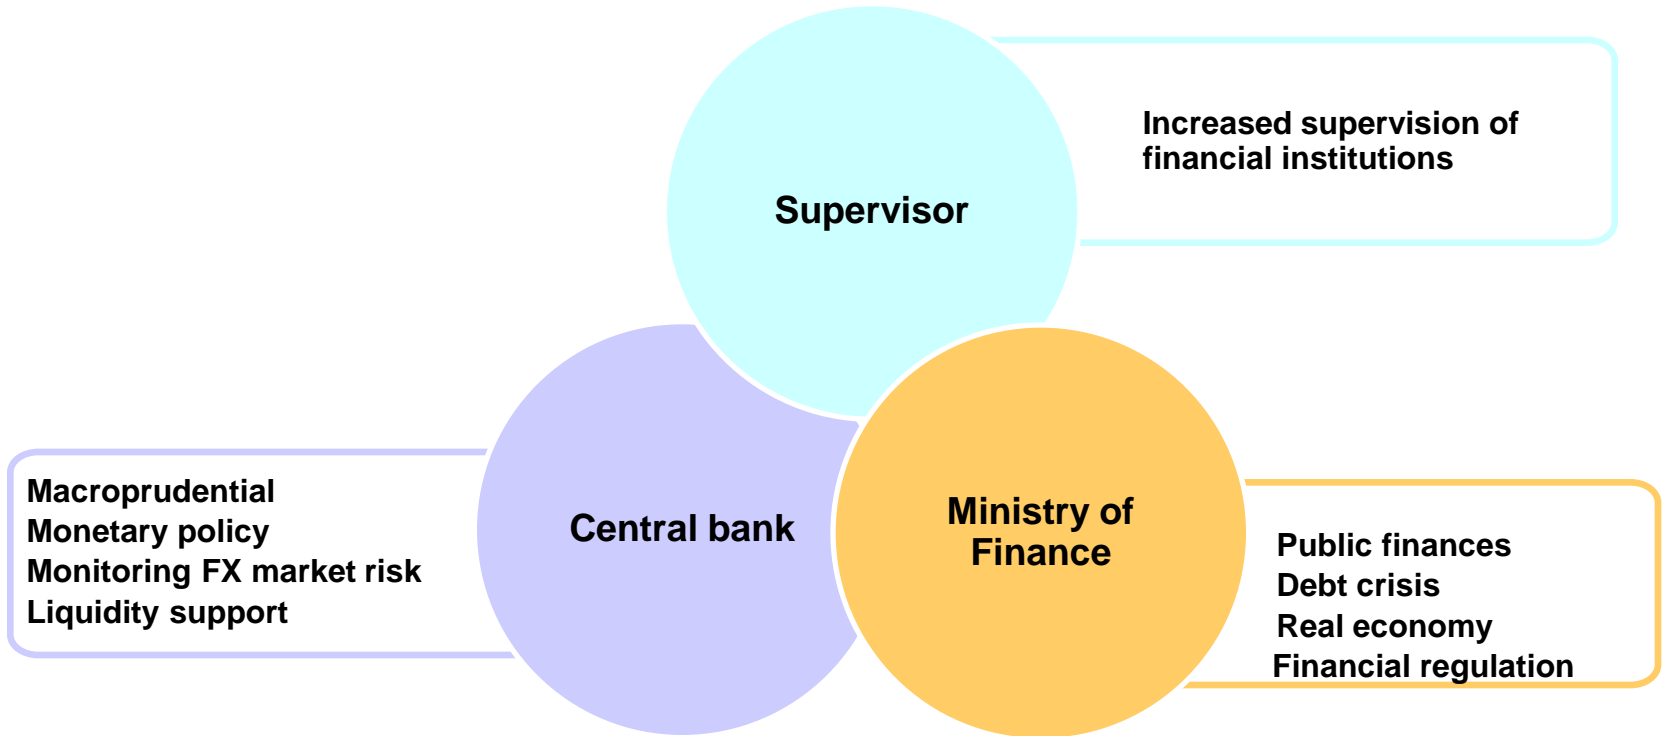 Increased supervision of
financial institutions
Supervisor
Macroprudential
Monetary policy
Monitoring FX market risk
Liquidity support
Central bank
Ministry of
Finance
Public finances
Debt crisis
Real economy
Financial regulation